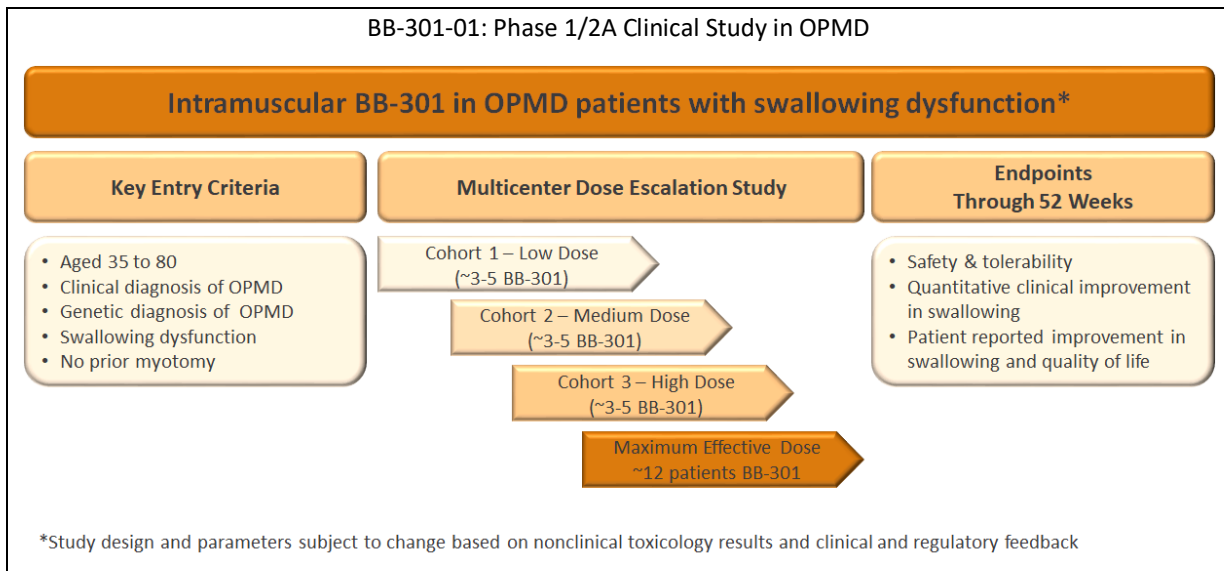 BB-301-01: Phase 1/2A Clinical Study in OPMD
Intramuscular BB-301 in OPMD patients with swallowing dysfunction*
Key Entry Criteria
• Aged 35 to 80
• Clinical diagnosis of OPMD
• Genetic diagnosis of OPMD
• Swallowing dysfunction
• No prior myotomy
Multicenter Dose Escalation Study
Cohort 1 – Low Dose
(~3-5 BB-301)
Cohort 2 – Medium Dose
(~3-5 BB-301)
Cohort 3 – High Dose
(~3-5 BB-301)
Maximum Effective Dose
~12 patients BB-301
Endpoints
Through 52 Weeks
• Safety & tolerability
• Quantitative clinical improvement
in swallowing
• Patient reported improvement in
swallowing and quality of life
*Study design and parameters subject to change based on nonclinical toxicology results and clinical and regulatory feedback